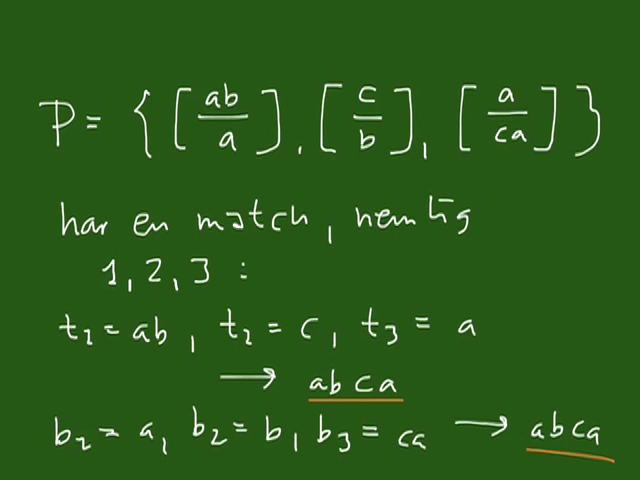 P = { [ab/a], [c/b], [a/ca] }
har en match, nemlig
1, 2, 3 :
t₁ = ab, t₂ = c, t₃ = a
→ abca
b₁ = a, b₂ = b, b₃ = ca → abca